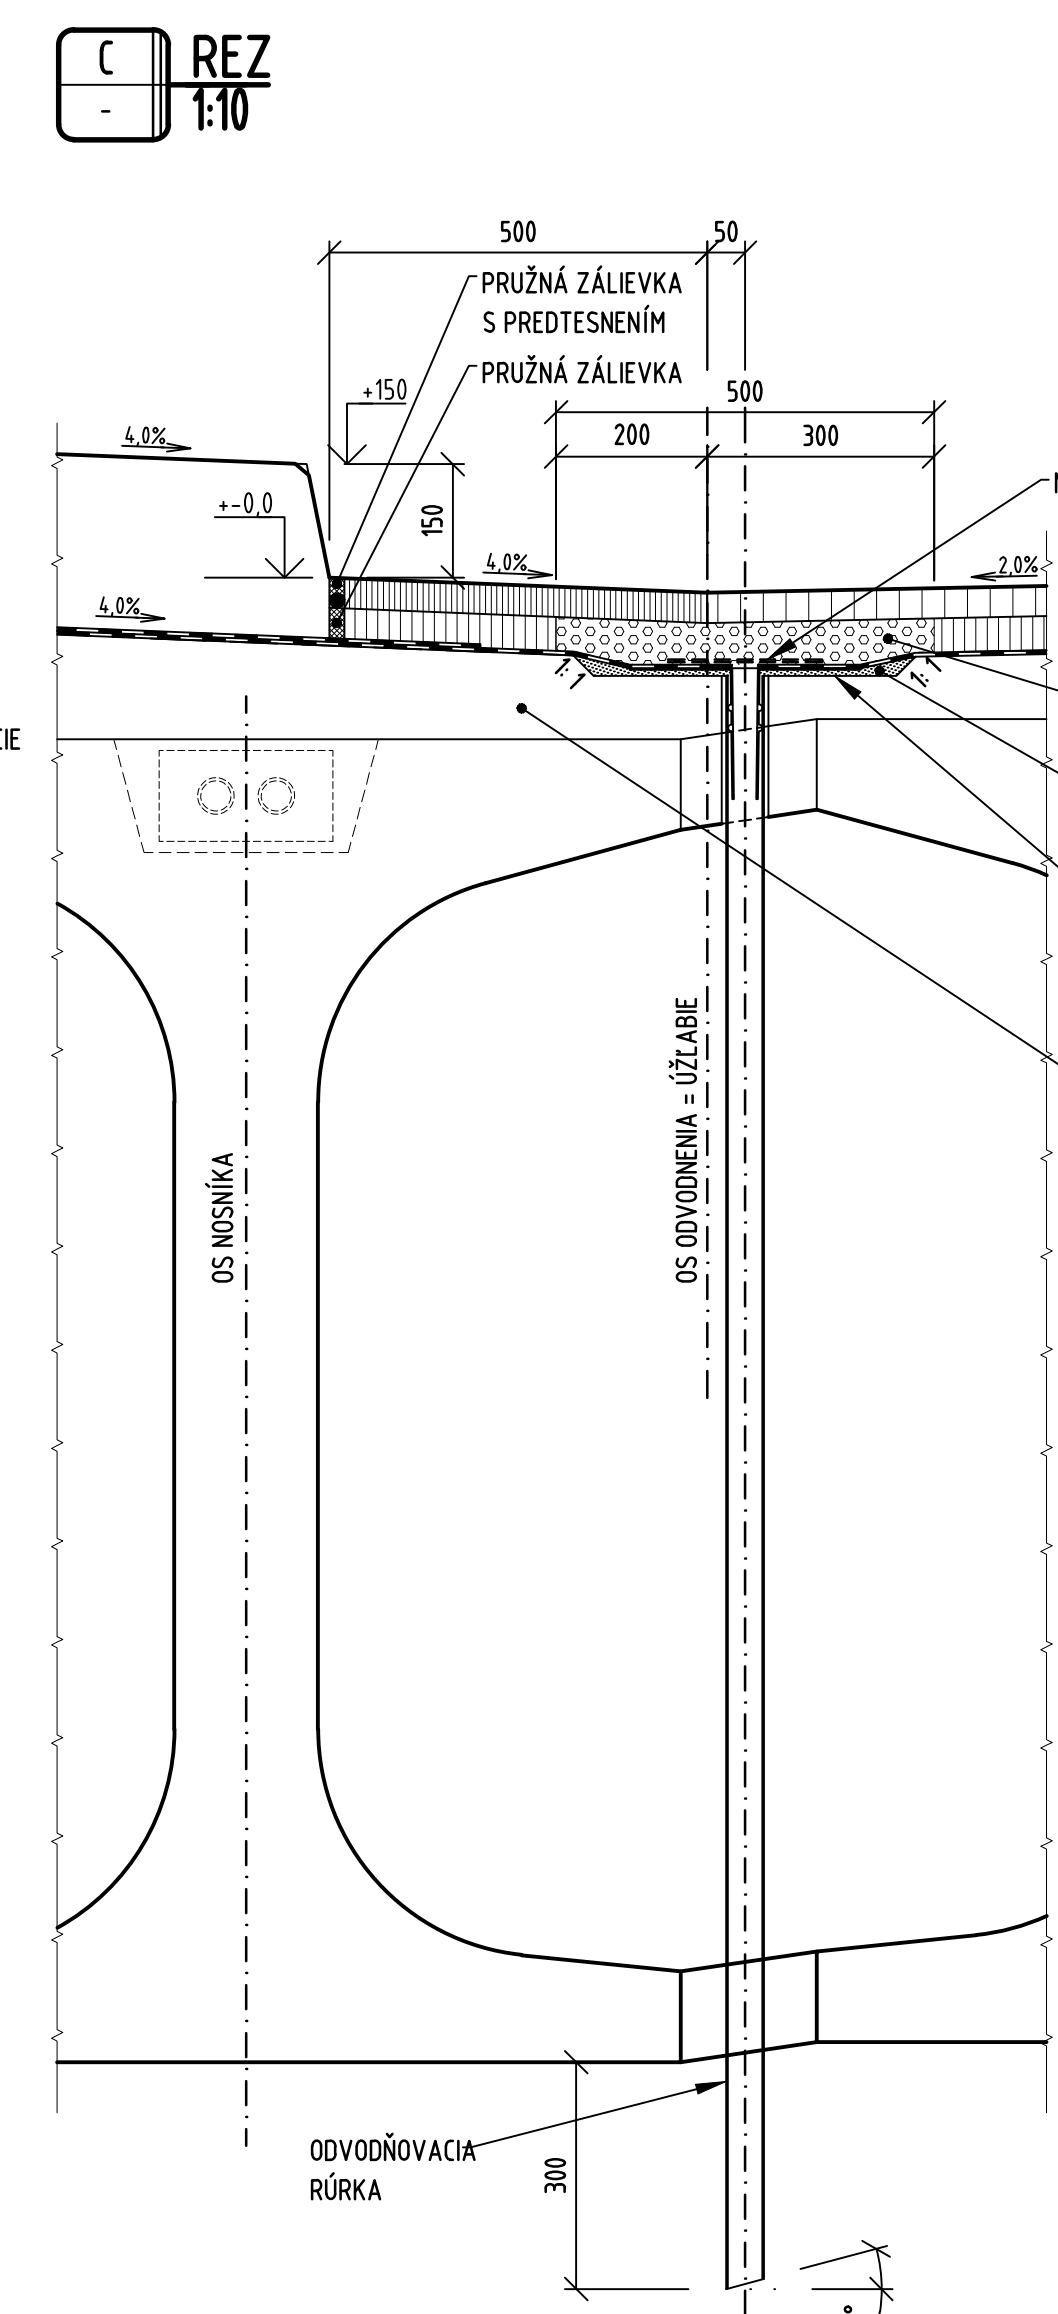 C
REZ
-
1:10
500
50
PRUŽNÁ ZÁLIEVKA
S PREDTESNENÍM
PRUŽNÁ ZÁLIEVKA
+150
500
200
300
4,0%
+-0,0
150
4,0%
2,0%
4,0%
1:1
1:1
OS ODVODNENIA = ÚŽĽABIE
OS NOSNÍKA
ODVODŇOVACIA
RÚRKA
300